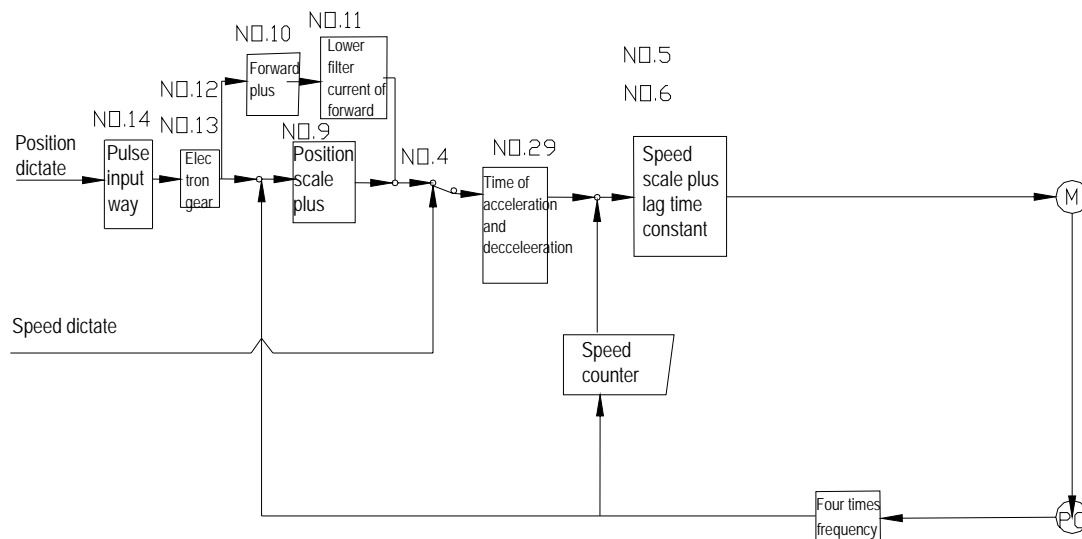 NO.10
NO.11
NO.5
NO.6
Forward
plus
Lower
filter
current of
forward
NO.12
NO.14
NO.13
NO.9
NO.4
NO.29
Position
dictate
Pulse
input
way
Elec
tron
gear
Position
scale
plus
Time of
accleration
and
decceleeration
Speed
scale plus
lag time
constant
M
Speed dictate
Speed
counter
Four times
frequency
PC